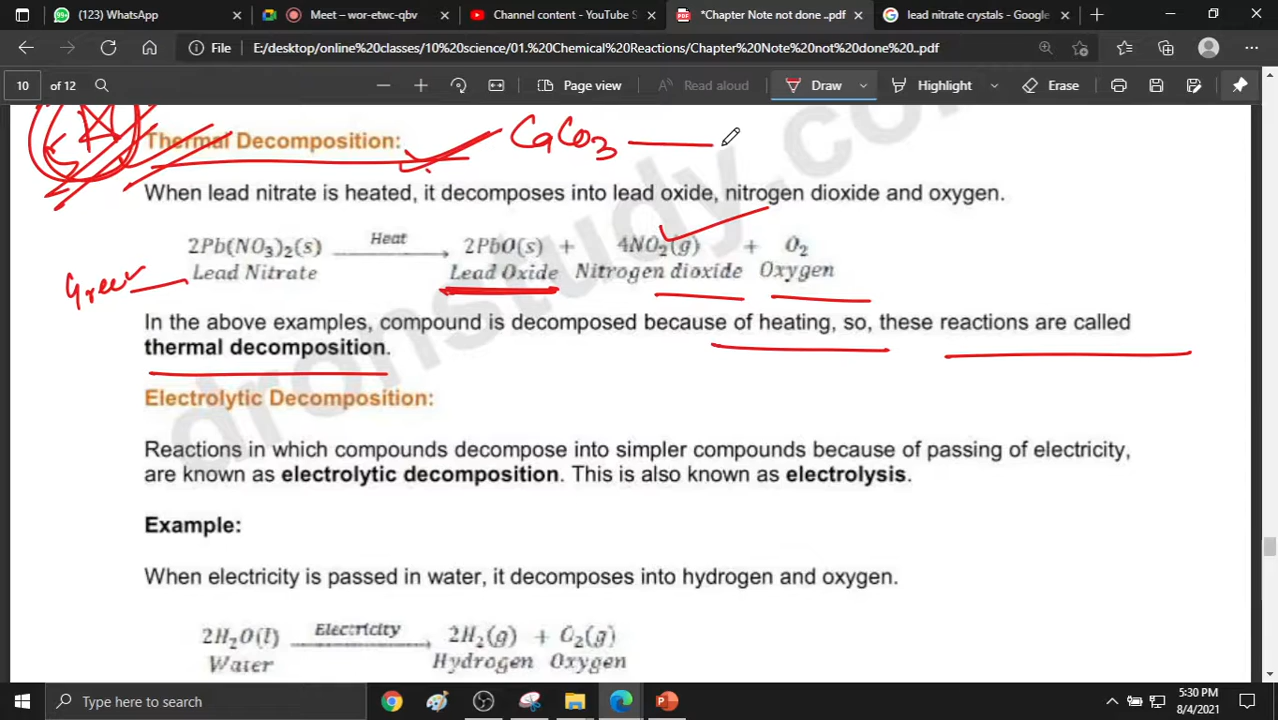 (123) WhatsApp
Meet – wor-etwc-qbv
Channel content - YouTube S
*Chapter Note not done ..pdf
lead nitrate crystals - Google
File
E:/desktop/online%20classes/10%20science/01.%20Chemical%20Reactions/Chapter%20Note%20not%20done%20..pdf
10 of 12
Page view
Read aloud
Draw
Highlight
Erase
Thermal Decomposition:
CaCO3
When lead nitrate is heated, it decomposes into lead oxide, nitrogen dioxide and oxygen.
2Pb(NO₃)₂(s) Heat 2PbO(s) + 4NO₂(g) + O₂
Lead Nitrate Lead Oxide Nitrogen dioxide Oxygen
In the above examples, compound is decomposed because of heating, so, these reactions are called
thermal decomposition.
Electrolytic Decomposition:
Reactions in which compounds decompose into simpler compounds because of passing of electricity,
are known as electrolytic decomposition. This is also known as electrolysis.
Example:
When electricity is passed in water, it decomposes into hydrogen and oxygen.
2H₂O(l) Electricity 2H₂(g) + O₂(g)
Water Hydrogen Oxygen
dronstudy.co
Type here to search
5:30 PM
8/4/2021